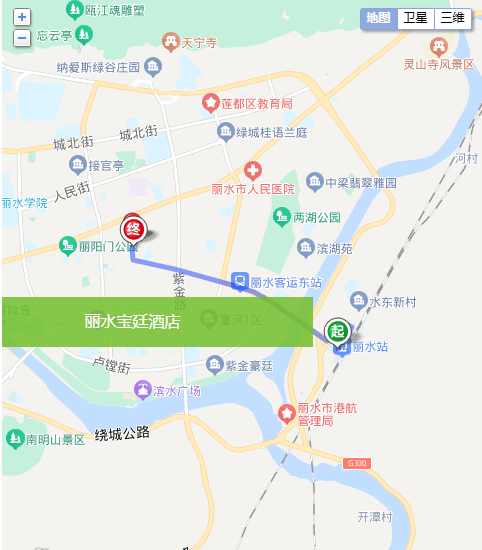 +
−
瓯江魂雕塑
忘云亭
天宁寺
地图 卫星 三维
纳爱斯绿谷庄园
灵山寺风景区
莲都区教育局
城北街
城北街
绿城桂语兰庭
接官亭
河村
丽水市人民医院
中梁翡翠雅园
人民街
丽水学院
两湖公园
终
丽阳门公园
滨湖苑
紫金路
丽水客运东站
水东新村
丽水宝廷酒店
厦河1区
起
丽水站
卢镗街
紫金豪廷
滨水广场
丽水市港航
管理局
绕城公路
南明山景区
G330
开潭村